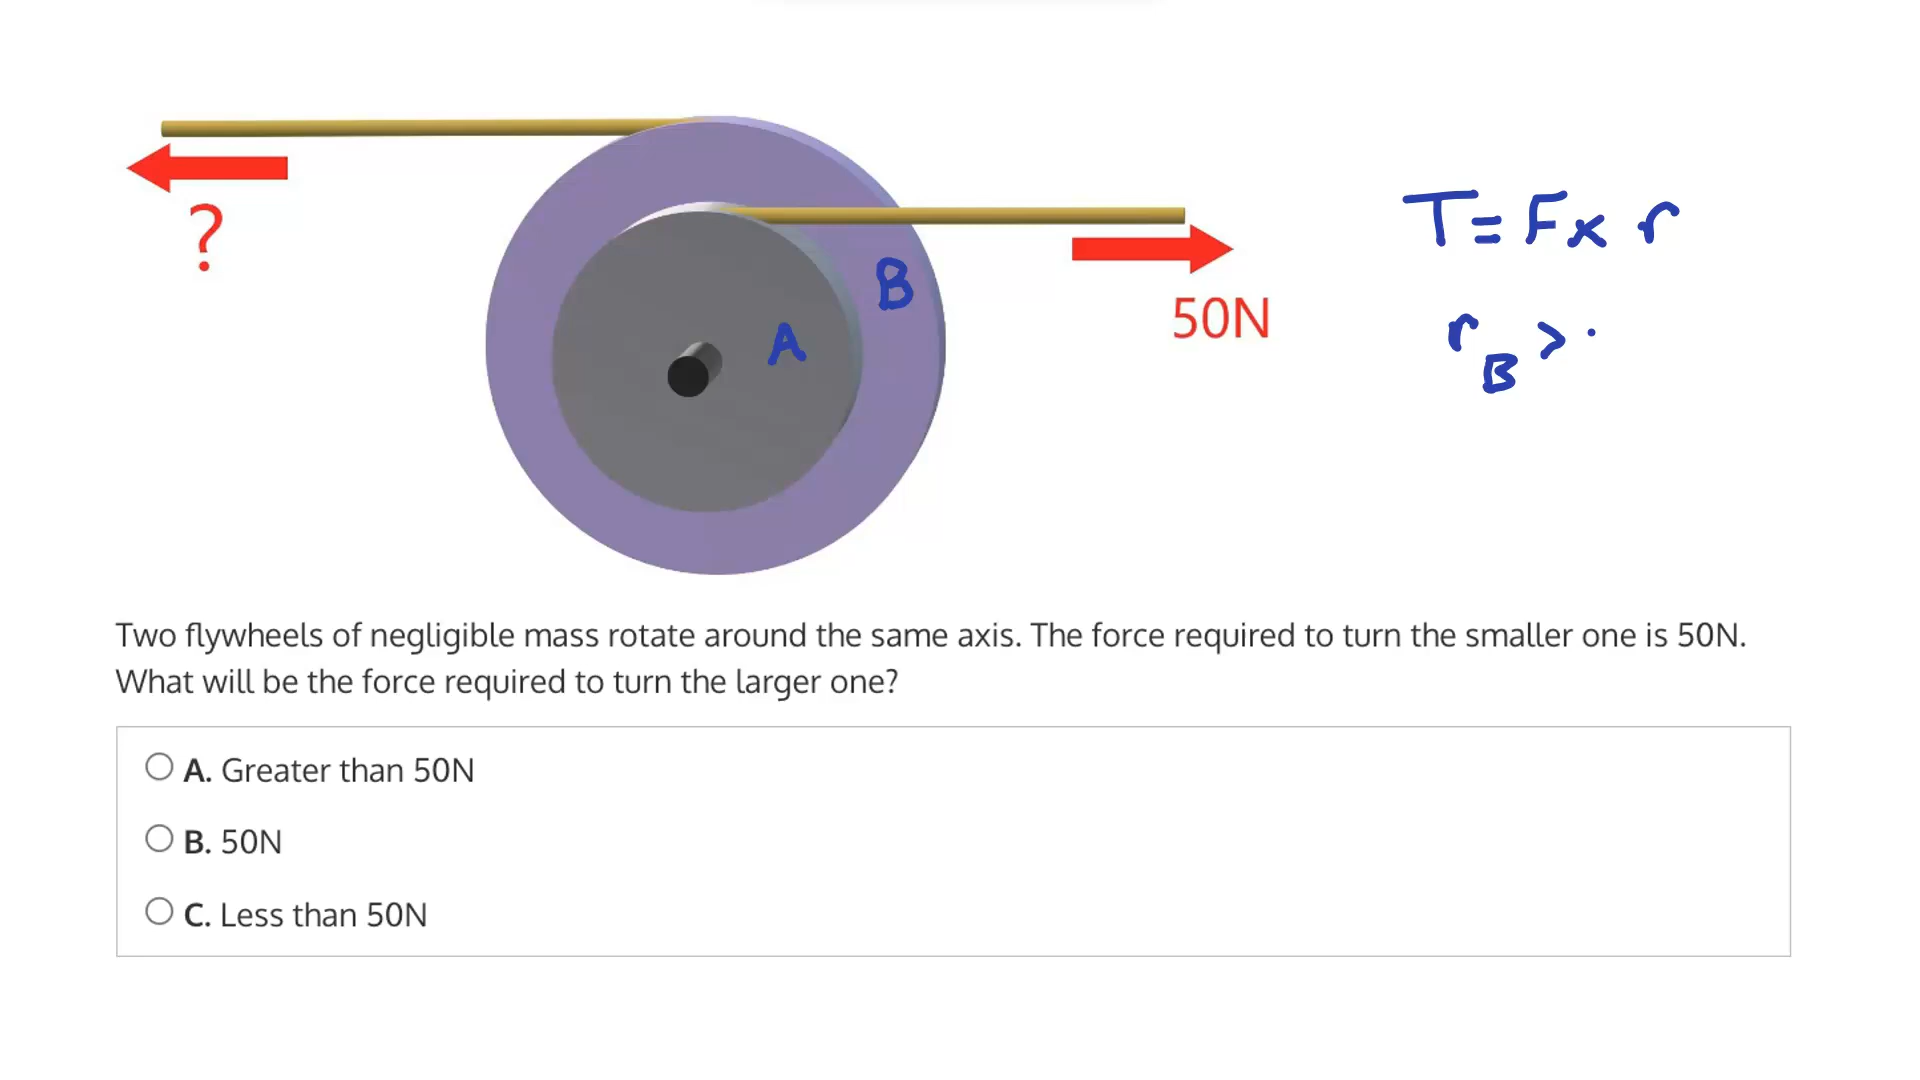 ?
50N
A
B
T = F x r
r B > .
Two flywheels of negligible mass rotate around the same axis. The force required to turn the smaller one is 50N.
What will be the force required to turn the larger one?
A. Greater than 50N
B. 50N
C. Less than 50N